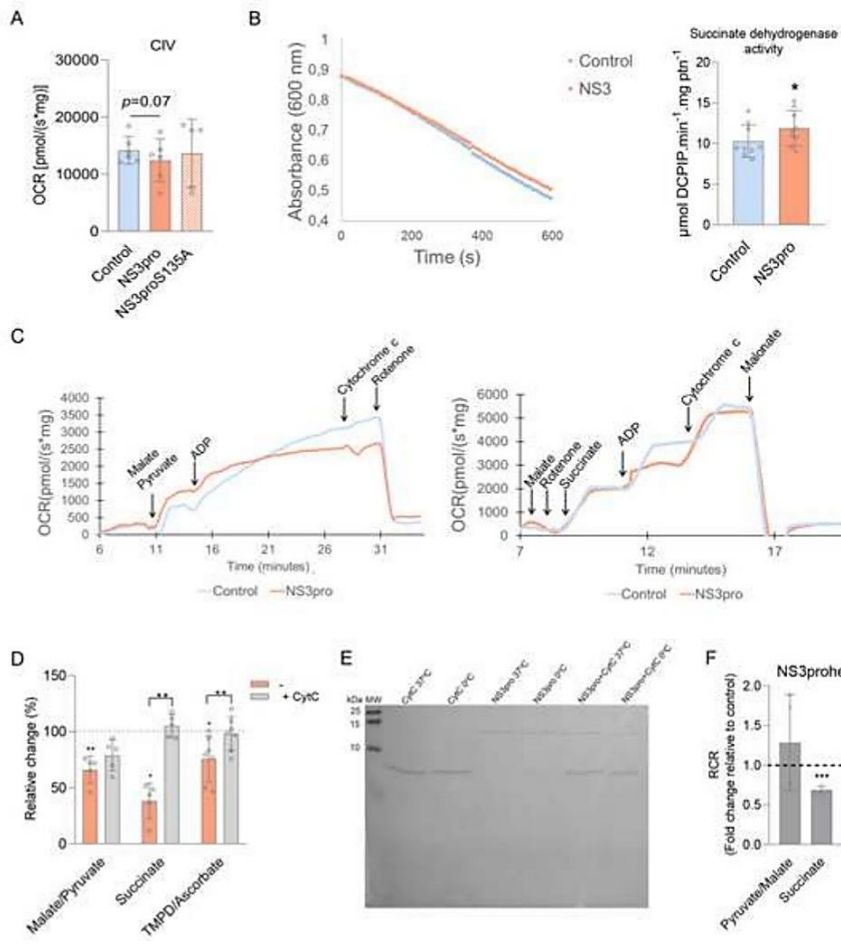 A
CIV
OCR [pmol/(s*mg)]
30000
20000
10000
0
p=0.07
Control
NS3pro
NS3proS135A
B
Absorbance (600 nm)
1
0,9
0,8
0,7
0,6
0,5
0,4
0
200
400
600
Time (s)
Control
NS3
Succinate dehydrogenase
activity
µmol DCPIP.min-1.mg ptn-1
20
15
10
5
0
*
Control
NS3pro
C
OCR(pmol/(s*mg)
4000
3500
3000
2500
2000
1500
1000
500
0
Malate
Pyruvate
ADP
Cytochrome c
Rotenone
6
11
16
21
26
31
Time (minutes)
Control
NS3pro
OCR(pmol/(s*mg)
6000
5000
4000
3000
2000
1000
0
Malate
Rotenone
Succinate
ADP
Cytochrome c
Malonate
7
12
17
Time (minutes)
Control
NS3pro
D
Relative change (%)
150
100
50
0
-
+ CytC
**
*
**
*
**
Malate/Pyruvate
Succinate
TMPD/Ascorbate
E
kDa MW
25
15
10
CytC 37°C
CytC 0°C
NS3pro 37°C
NS3pro 0°C
NS3pro+CytC 37°C
NS3pro+CytC 0°C
F
NS3prohe
RCR
(Fold change relative to control)
2.0
1.5
1.0
0.5
0.0
***
Pyruvate/Malate
Succinate